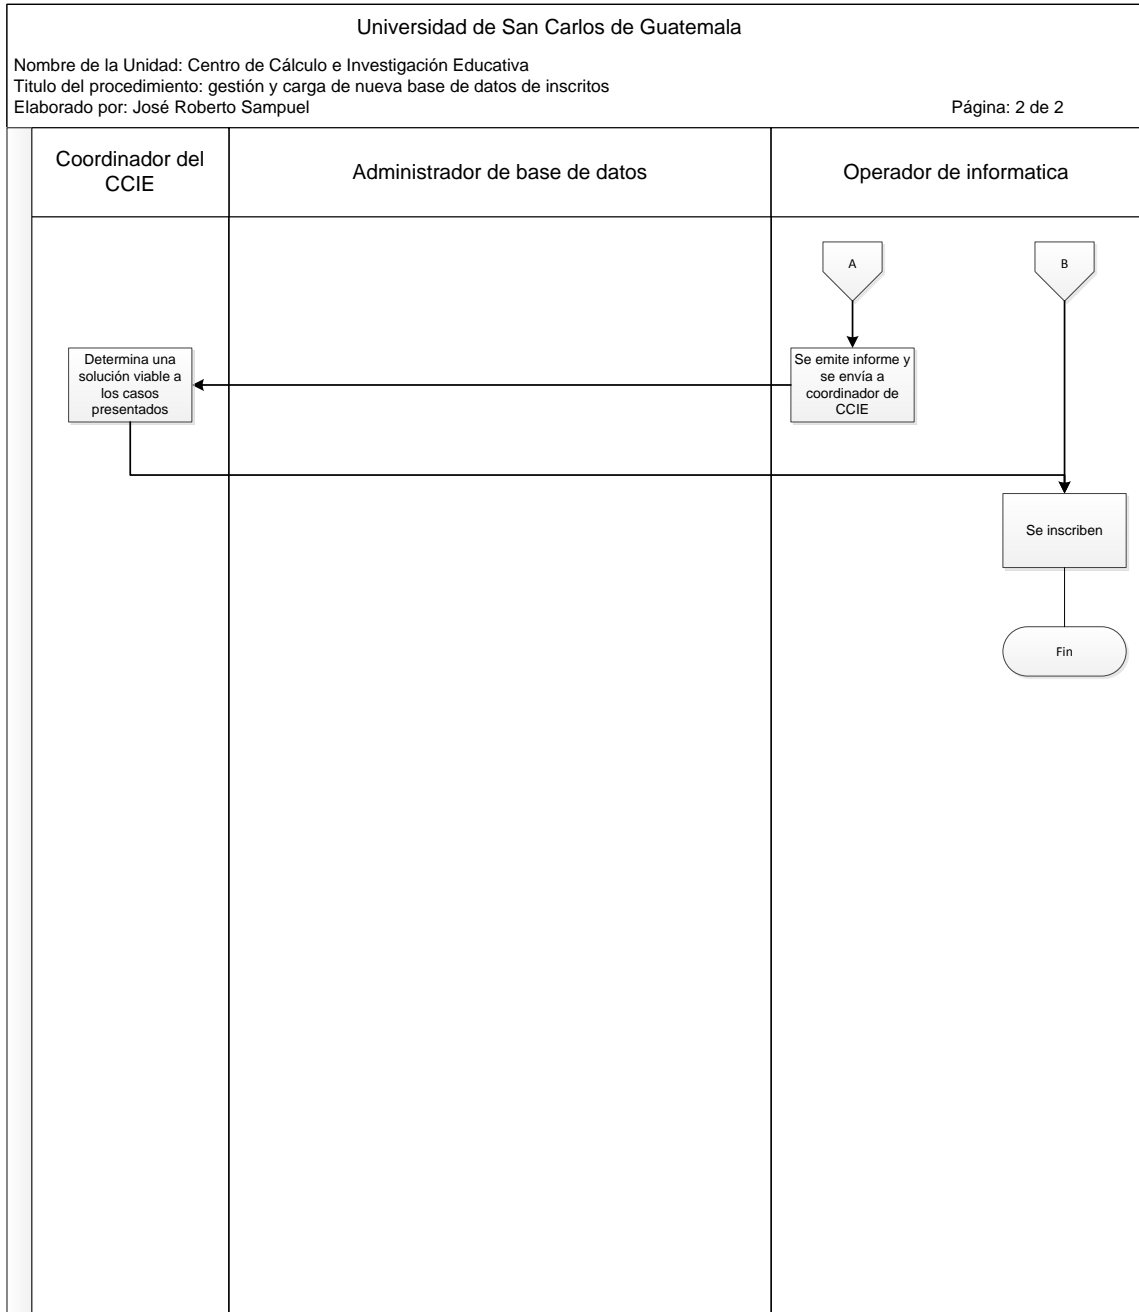 Universidad de San Carlos de Guatemala
Nombre de la Unidad: Centro de Cálculo e Investigación Educativa
Titulo del procedimiento: gestión y carga de nueva base de datos de inscritos
Elaborado por: José Roberto Sampuel
Página: 2 de 2
Coordinador del
CCIE
Administrador de base de datos
Operador de informatica
A
B
Determina una
solución viable a
los casos
presentados
Se emite informe y
se envía a
coordinador de
CCIE
Se inscriben
Fin